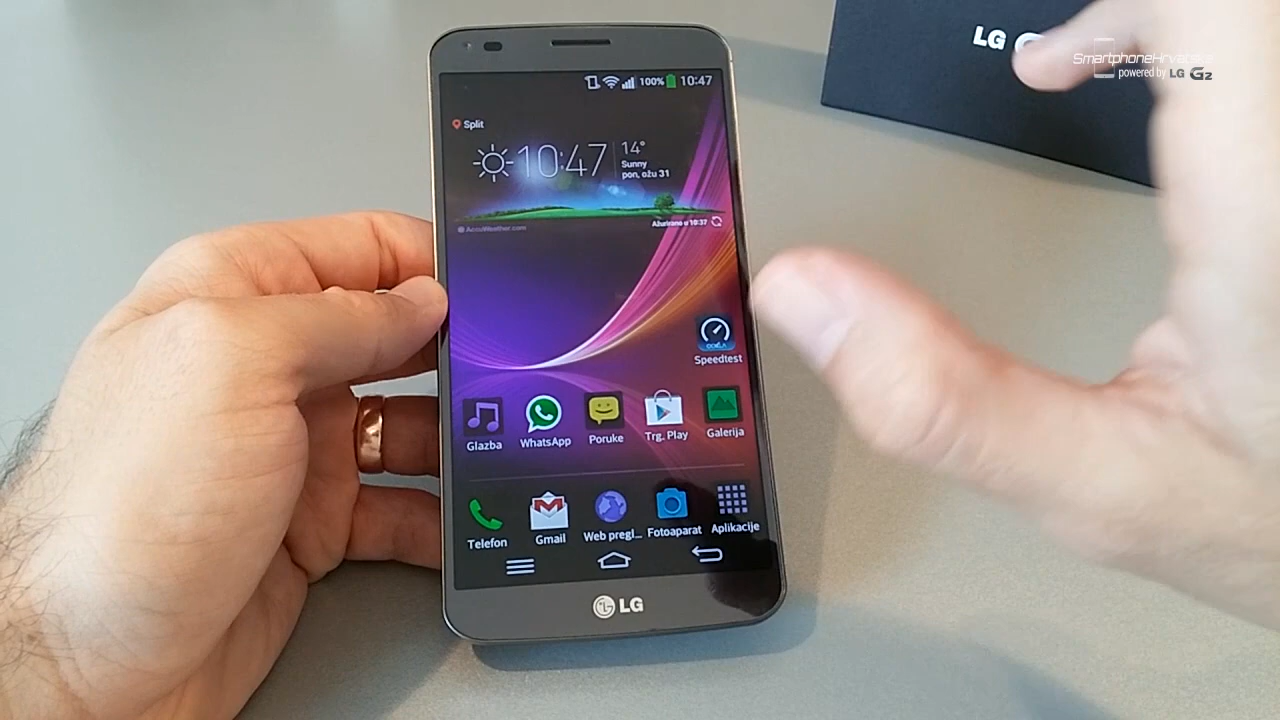 LG G
SmartphoneHrvatska
powered by LG G2
100% 10:47
Split
10:47
14°
Sunny
pon, ožu 31
AccuWeather.com
Ažurirano u 10:37
OOKLA
Speedtest
Glazba
WhatsApp
Poruke
Trg. Play
Galerija
Telefon
Gmail
Web pregl...
Fotoaparat
Aplikacije
LG